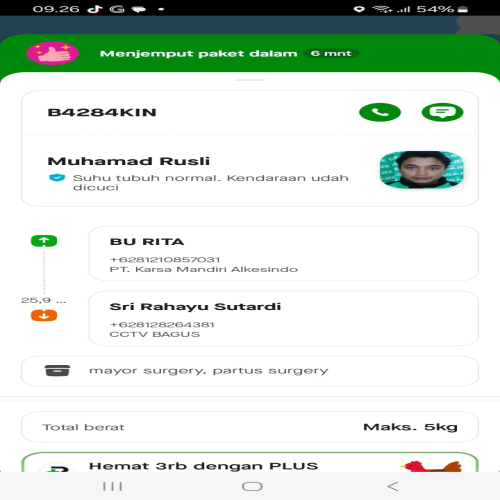 09.26
54%
Menjemput paket dalam 6 mnt
B4284KIN
Muhamad Rusli
Suhu tubuh normal. Kendaraan udah
dicuci
BU RITA
+6281210857031
PT. Karsa Mandiri Alkesindo
25,9 ...
Sri Rahayu Sutardi
+628128264381
CCTV BAGUS
mayor surgery, partus surgery
Total berat
Maks. 5kg
Hemat 3rb dengan PLUS